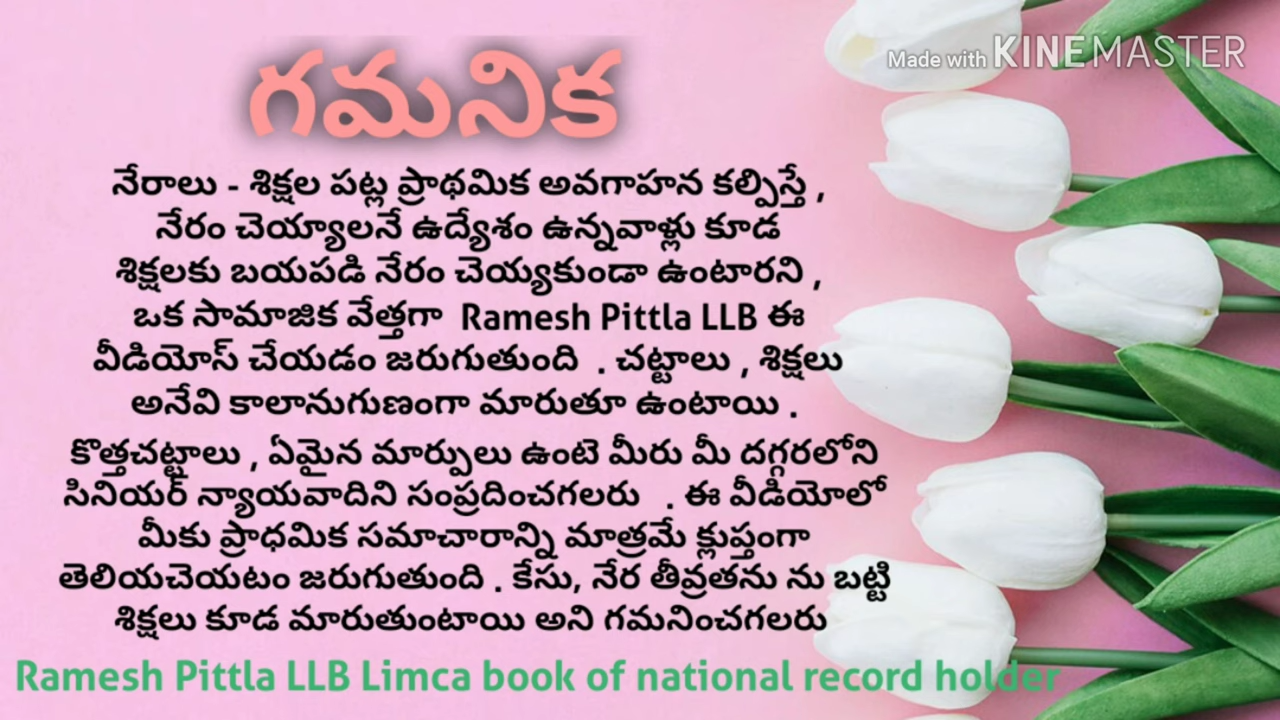 Made with KINEMASTER
గమనిక
నేరాలు - శిక్షల పట్ల ప్రాథమిక అవగాహన కల్పిస్తే ,
నేరం చెయ్యాలనే ఉద్యేశం ఉన్నవాళ్లు కూడ
శిక్షలకు బయపడి నేరం చెయ్యకుండా ఉంటారని ,
ఒక సామాజిక వేత్తగా Ramesh Pittla LLB ఈ
వీడియోస్ చేయడం జరుగుతుంది . చట్టాలు , శిక్షలు
అనేవి కాలానుగుణంగా మారుతూ ఉంటాయి .
కొత్తచట్టాలు , ఏమైన మార్పులు ఉంటె మీరు మీ దగ్గరలోని
సినియర్ న్యాయవాదిని సంప్రదించగలరు . ఈ వీడియోలో
మీకు ప్రాధమిక సమాచారాన్ని మాత్రమే క్లుప్తంగా
తెలియచెయటం జరుగుతుంది . కేసు, నేర తీవ్రతను ను బట్టి
శిక్షలు కూడ మారుతుంటాయి అని గమనించగలరు
Ramesh Pittla LLB Limca book of national record holder